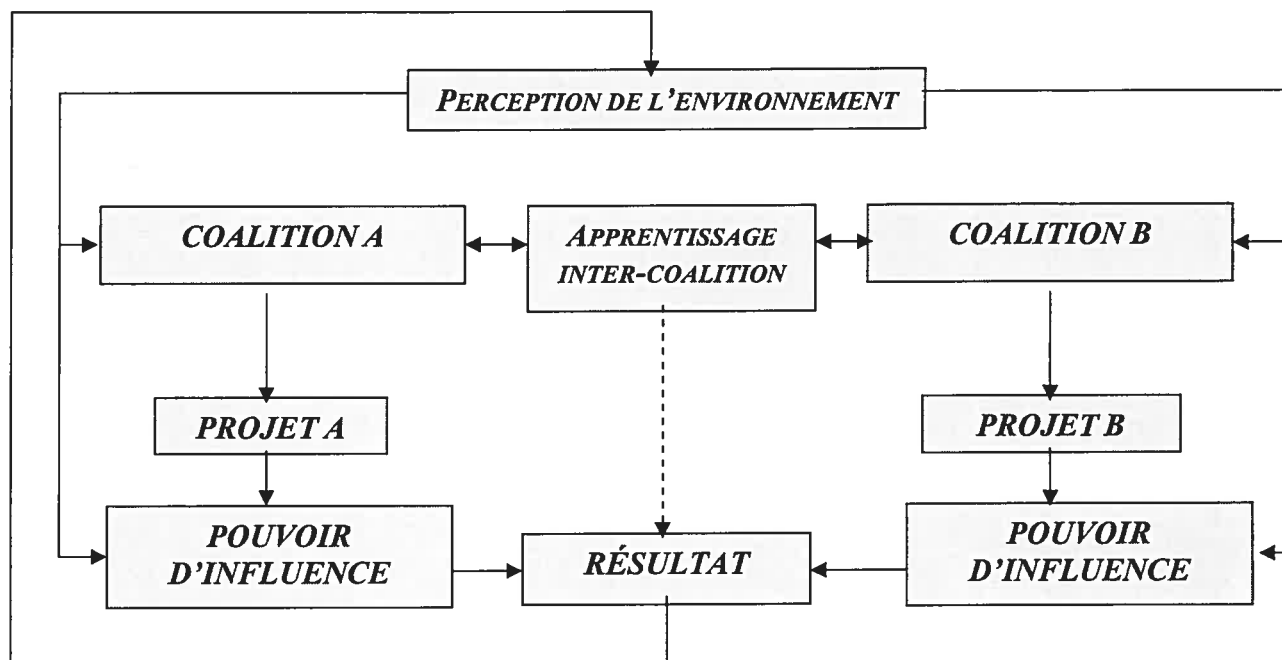 PERCEPTION DE L'ENVIRONNEMENT
COALITION A
APPRENTISSAGE
INTER-COALITION
COALITION B
PROJET A
PROJET B
POUVOIR
D'INFLUENCE
RÉSULTAT
POUVOIR
D'INFLUENCE